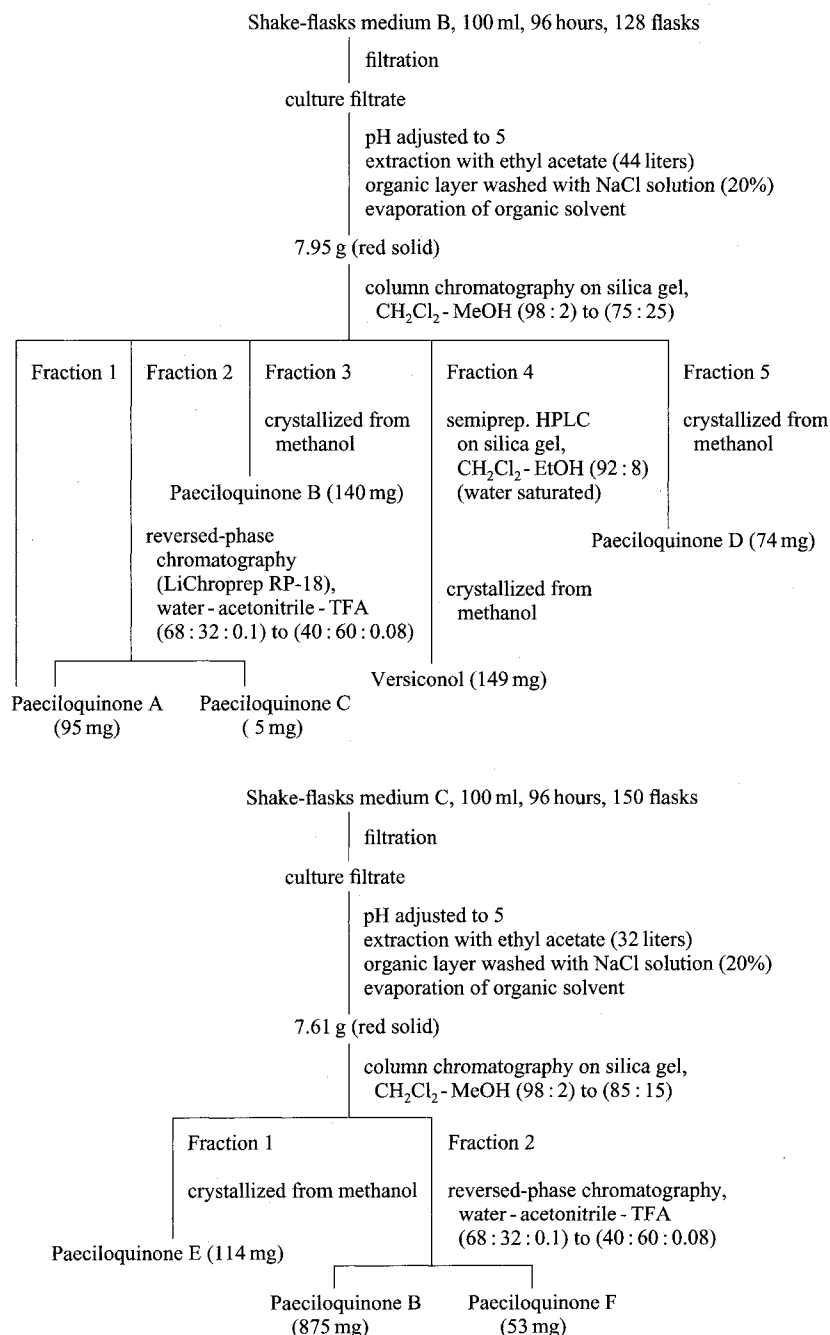 Shake-flasks medium B, 100 ml, 96 hours, 128 flasks
filtration
culture filtrate
pH adjusted to 5
extraction with ethyl acetate (44 liters)
organic layer washed with NaCl solution (20%)
evaporation of organic solvent
7.95 g (red solid)
column chromatography on silica gel,
CH₂Cl₂ - MeOH (98 : 2) to (75 : 25)
Fraction 1
Fraction 2
reversed-phase
chromatography
(LiChroprep RP-18),
water - acetonitrile - TFA
(68 : 32 : 0.1) to (40 : 60 : 0.08)
Paeciloquinone A
(95 mg)
Paeciloquinone C
( 5 mg)
Fraction 3
crystallized from
methanol
Paeciloquinone B (140 mg)
Fraction 4
semiprep. HPLC
on silica gel,
CH₂Cl₂ - EtOH (92 : 8)
(water saturated)
crystallized from
methanol
Versiconol (149 mg)
Fraction 5
crystallized from
methanol
Paeciloquinone D (74 mg)
Shake-flasks medium C, 100 ml, 96 hours, 150 flasks
filtration
culture filtrate
pH adjusted to 5
extraction with ethyl acetate (32 liters)
organic layer washed with NaCl solution (20%)
evaporation of organic solvent
7.61 g (red solid)
column chromatography on silica gel,
CH₂Cl₂ - MeOH (98 : 2) to (85 : 15)
Fraction 1
crystallized from methanol
Paeciloquinone E (114 mg)
Fraction 2
reversed-phase chromatography,
water - acetonitrile - TFA
(68 : 32 : 0.1) to (40 : 60 : 0.08)
Paeciloquinone B
(875 mg)
Paeciloquinone F
(53 mg)